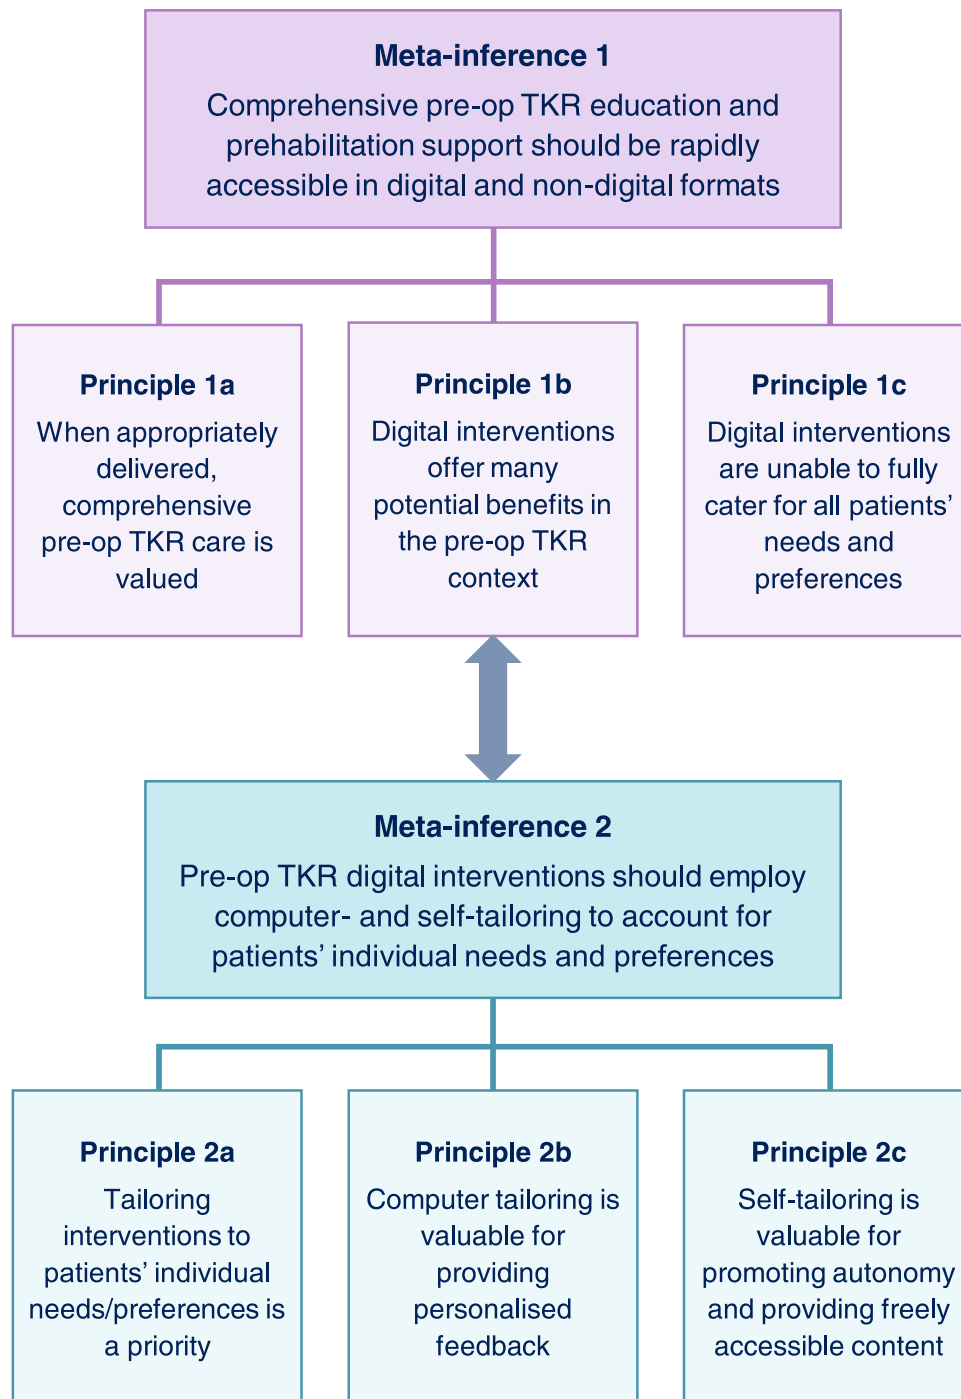 Meta-inference 1
Comprehensive pre-op TKR education and
prehabilitation support should be rapidly
accessible in digital and non-digital formats
Principle 1a
When appropriately
delivered,
comprehensive
pre-op TKR care is
valued
Principle 1b
Digital interventions
offer many
potential benefits in
the pre-op TKR
context
Principle 1c
Digital interventions
are unable to fully
cater for all patients’
needs and
preferences
Meta-inference 2
Pre-op TKR digital interventions should employ
computer- and self-tailoring to account for
patients’ individual needs and preferences
Principle 2a
Tailoring
interventions to
patients’ individual
needs/preferences is
a priority
Principle 2b
Computer tailoring is
valuable for
providing
personalised
feedback
Principle 2c
Self-tailoring is
valuable for
promoting autonomy
and providing freely
accessible content